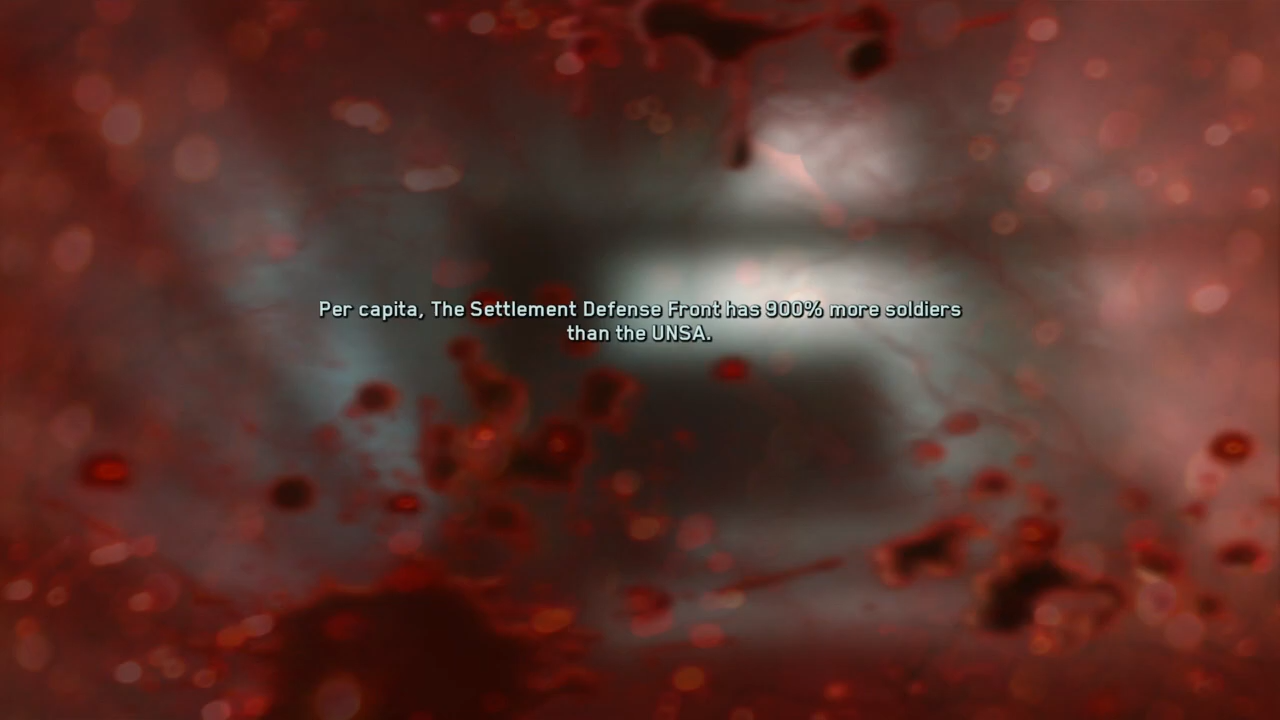 Per capita, The Settlement Defense Front has 900% more soldiers
than the UNSA.